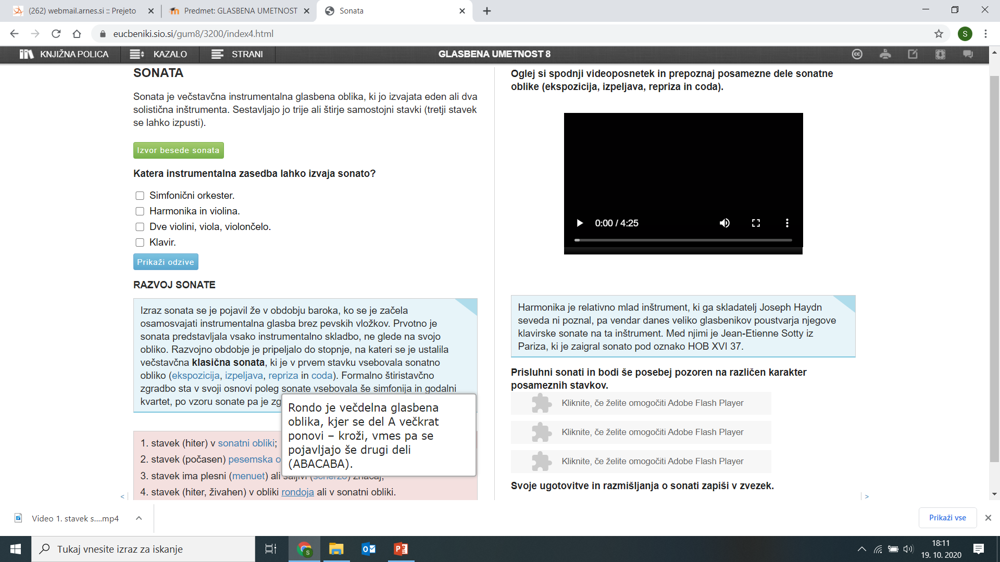 (262) webmail.arnes.si :: Prejeto
Predmet: GLASBENA UMETNOST
Sonata
eucbeniki.sio.si/gum8/3200/index4.html
S
KNJIŽNA POLICA
KAZALO
STRANI
GLASBENA UMETNOST 8
SONATA
Sonata je večstavčna instrumentalna glasbena oblika, ki jo izvajata eden ali dva
solistična inštrumenta. Sestavljajo jo trije ali štirje samostojni stavki (tretji stavek
se lahko izpusti).
Izvor besede sonata
Katera instrumentalna zasedba lahko izvaja sonato?
Simfonični orkester.
Harmonika in violina.
Dve violini, viola, violončelo.
Klavir.
Prikaži odzive
RAZVOJ SONATE
Izraz sonata se je pojavil že v obdobju baroka, ko se je začela
osamosvajati instrumentalna glasba brez pevskih vložkov. Prvotno je
sonata predstavljala vsako instrumentalno skladbo, ne glede na svojo
obliko. Razvojno obdobje je pripeljalo do stopnje, na kateri se je ustalila
večstavčna klasična sonata, ki je v prvem stavku vsebovala sonatno
obliko (ekspozicija, izpeljava, repriza in coda). Formalno štiristavčno
zgradbo sta v svoji osnovi poleg sonate vsebovala še simfonija in godalni
kvartet, po vzoru sonate pa je zg
Rondo je večdelna glasbena
oblika, kjer se del A večkrat
ponovi – kroži, vmes pa se
pojavljajo še drugi deli
(ABACABA).
1. stavek (hiter) v sonatni obliki;
2. stavek (počasen) pesemska o
3. stavek ima plesni (menuet) ali šaljivi (scherzo) značaj;
4. stavek (hiter, živahen) v obliki rondoja ali v sonatni obliki.
<
Oglej si spodnji videoposnetek in prepoznaj posamezne dele sonatne
oblike (ekspozicija, izpeljava, repriza in coda).
0:00 / 4:25
Harmonika je relativno mlad inštrument, ki ga skladatelj Joseph Haydn
seveda ni poznal, pa vendar danes veliko glasbenikov poustvarja njegove
klavirske sonate na ta inštrument. Med njimi je Jean-Etienne Sotty iz
Pariza, ki je zaigral sonato pod oznako HOB XVI 37.
Prisluhni sonati in bodi še posebej pozoren na različen karakter
posameznih stavkov.
Kliknite, če želite omogočiti Adobe Flash Player
Kliknite, če želite omogočiti Adobe Flash Player
Kliknite, če želite omogočiti Adobe Flash Player
Svoje ugotovitve in razmišljanja o sonati zapiši v zvezek.
>
Video 1. stavek s....mp4
Prikaži vse
Tukaj vnesite izraz za iskanje
18:11
19. 10. 2020